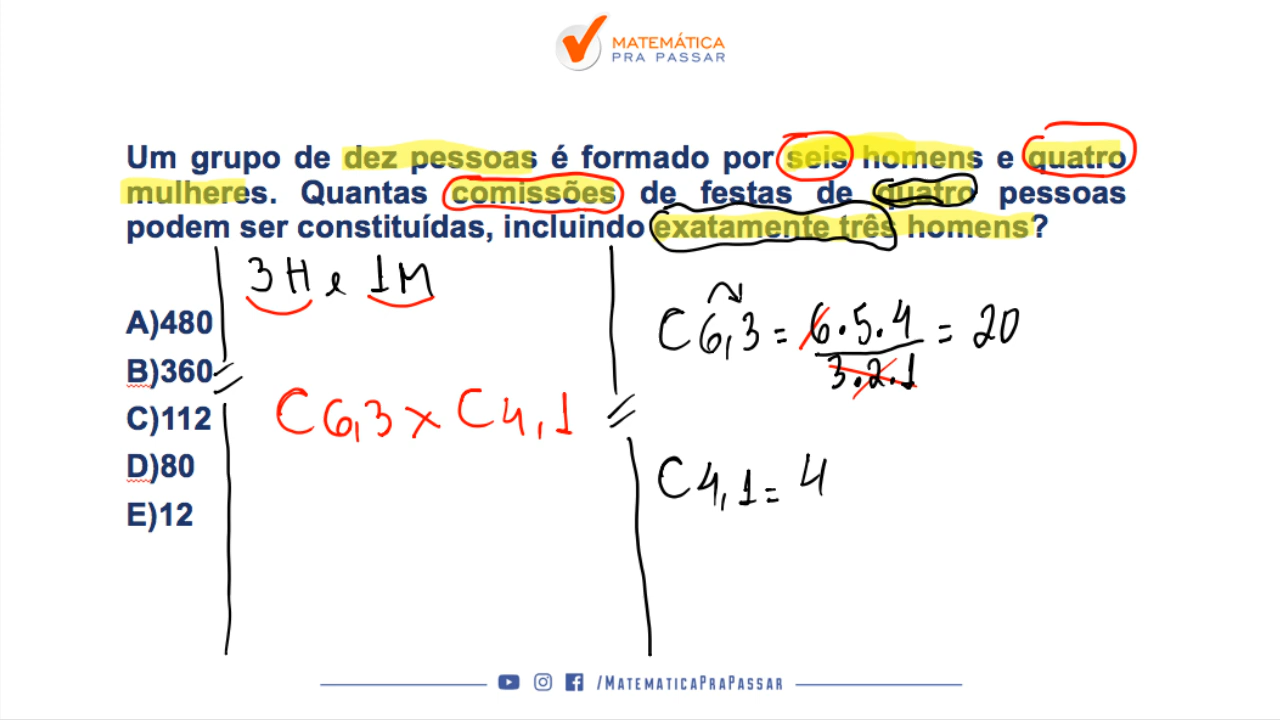 MATEMÁTICA
PRA PASSAR
Um grupo de dez pessoas é formado por seis homens e quatro
mulheres. Quantas comissões de festas de quatro pessoas
podem ser constituídas, incluindo exatamente três homens?
3H e 1M
A)480
B)360
C)112
D)80
E)12
C6,3 x C4,1
C6,3 = 6.5.4 = 20
3.2.1
C4,1 = 4
/MATEMATICAPRAPASSAR